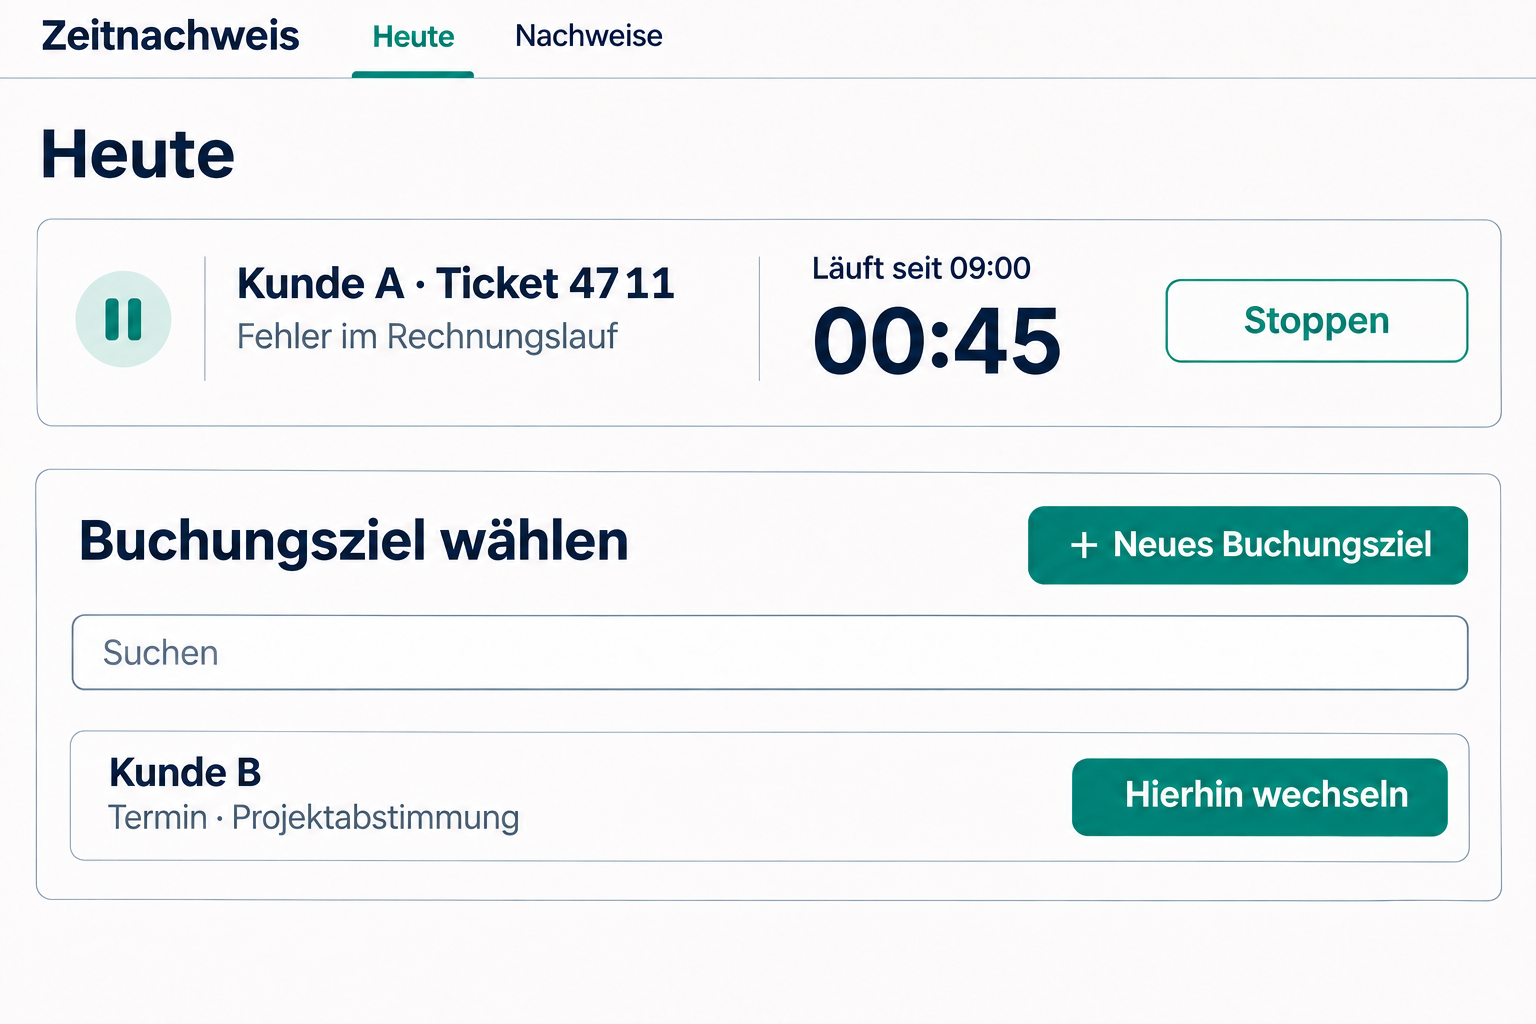 Zeitnachweis Heute Nachweise
Heute
Kunde A · Ticket 4711
Fehler im Rechnungslauf
Läuft seit 09:00
00:45
Stoppen
Buchungsziel wählen
+ Neues Buchungsziel
Suchen
Kunde B
Termin · Projektabstimmung
Hierhin wechseln